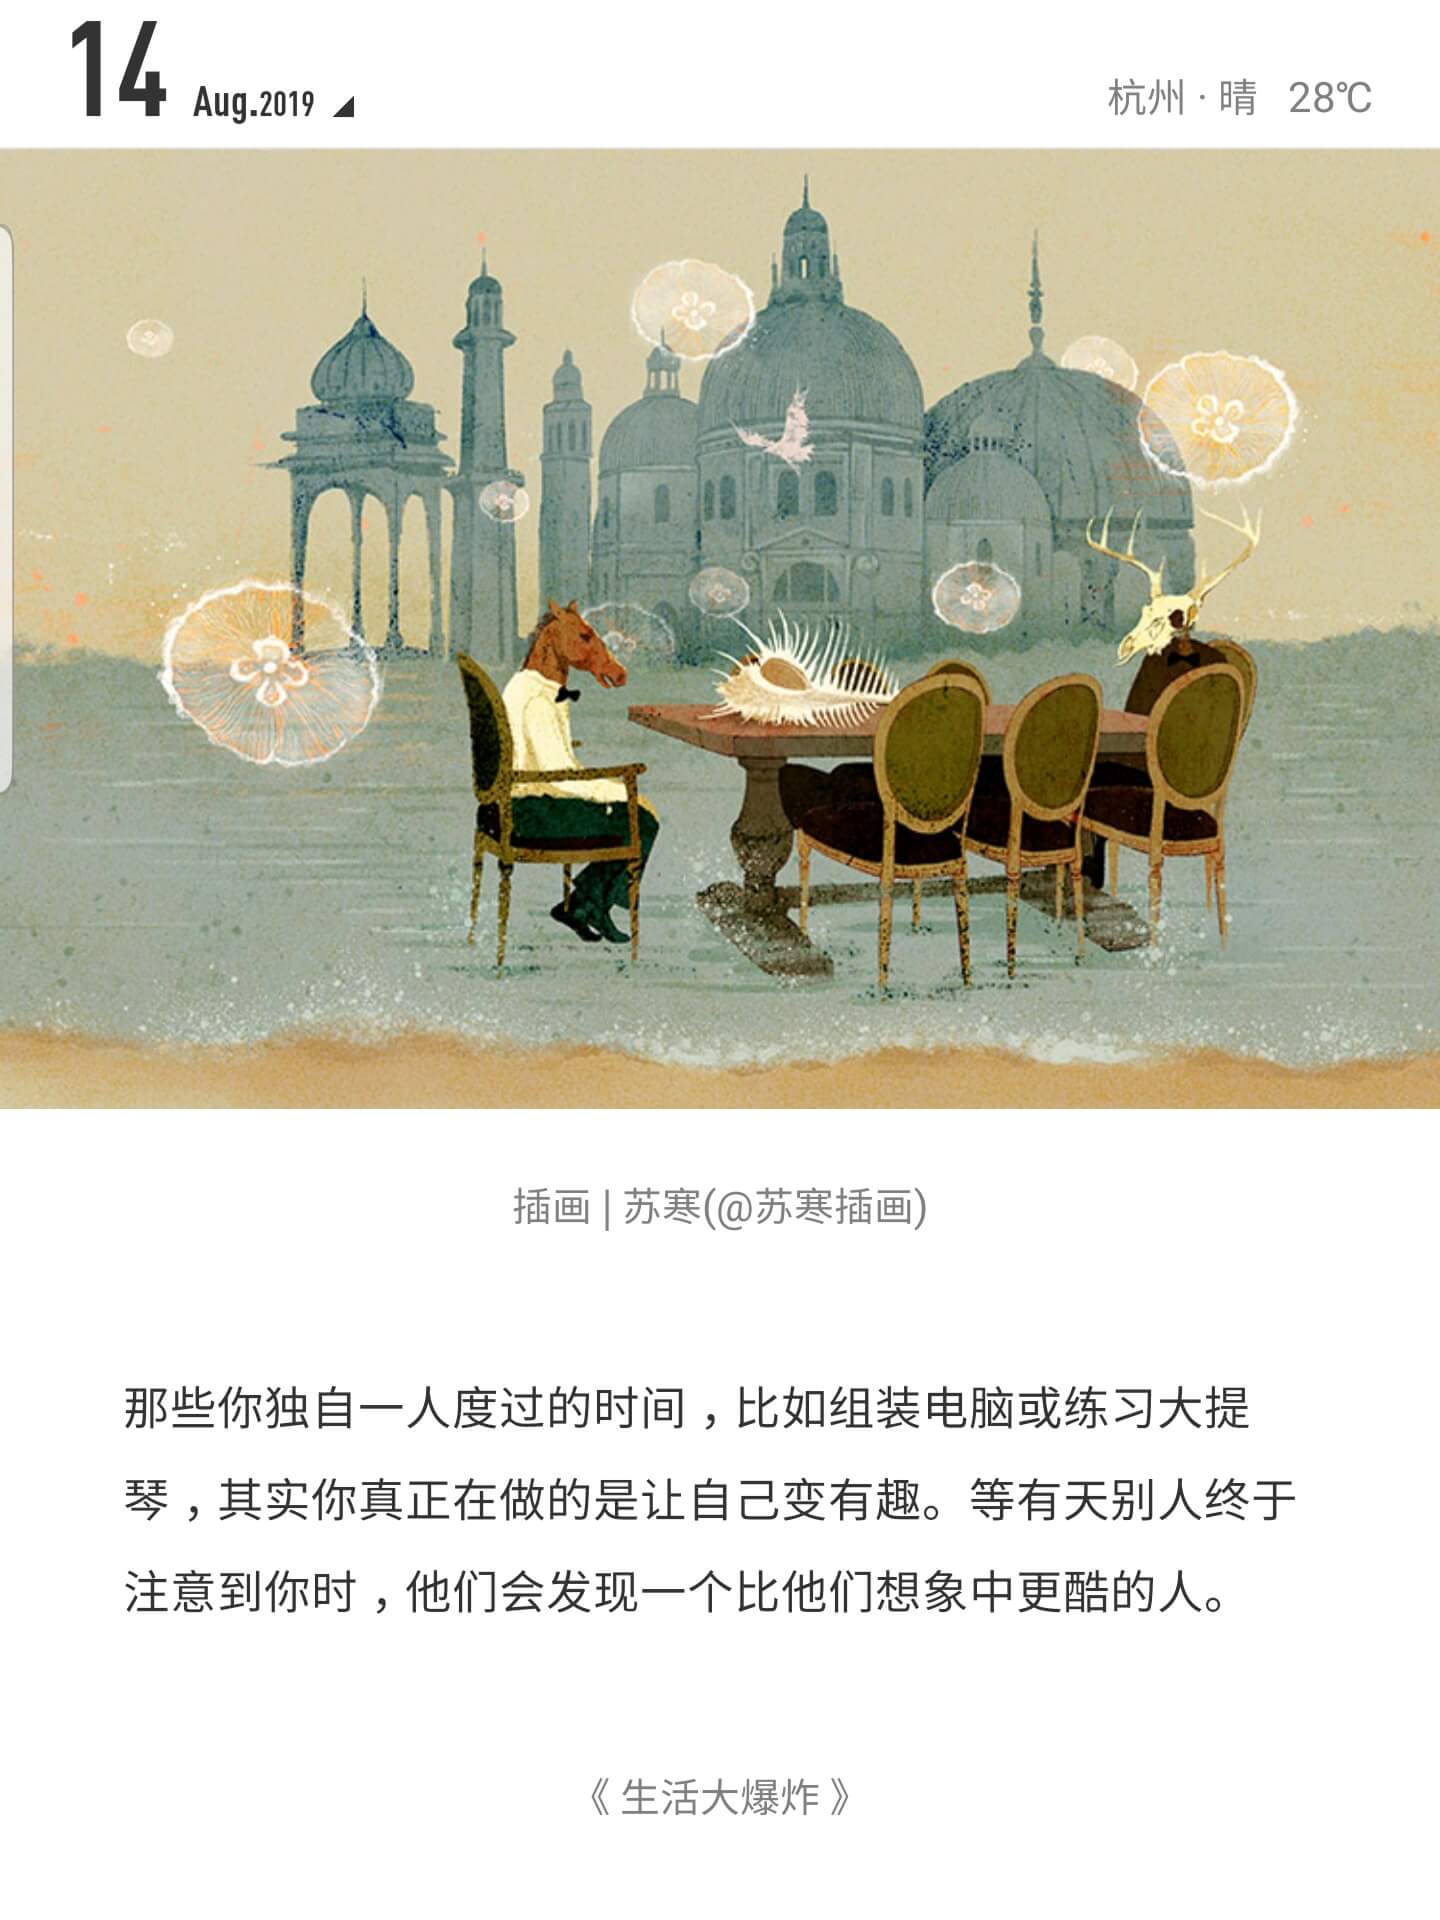 14 Aug.2019
杭州 · 晴 28℃
插画 | 苏寒(@苏寒插画)
那些你独自一人度过的时间，比如组装电脑或练习大提
琴，其实你真正在做的是让自己变有趣。等有天别人终于
注意到你时，他们会发现一个比他们想象中更酷的人。
《 生活大爆炸 》